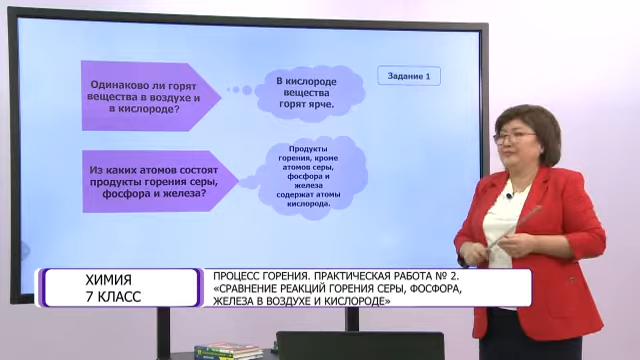 Задание 1
Одинаково ли горят
вещества в воздухе и
в кислороде?
В кислороде
вещества
горят ярче.
Из каких атомов состоят
продукты горения серы,
фосфора и железа?
Продукты
горения, кроме
атомов серы,
фосфора и
железа
содержат атомы
кислорода.
ХИМИЯ
7 КЛАСС
ПРОЦЕСС ГОРЕНИЯ. ПРАКТИЧЕСКАЯ РАБОТА № 2.
«СРАВНЕНИЕ РЕАКЦИЙ ГОРЕНИЯ СЕРЫ, ФОСФОРА,
ЖЕЛЕЗА В ВОЗДУХЕ И КИСЛОРОДЕ»